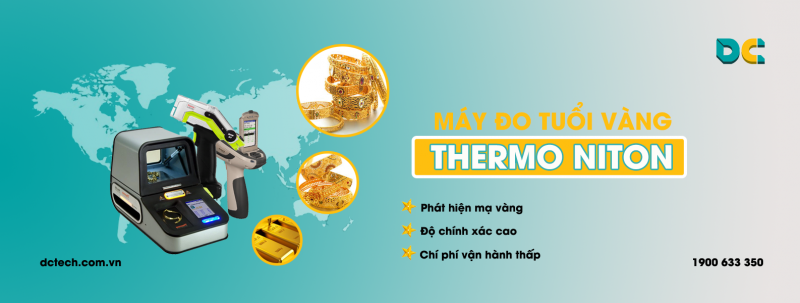 DC
MÁY ĐO TUỔI VÀNG
THERMO NITON
Phát hiện mạ vàng
Độ chính xác cao
Chí phí vận hành thấp
dctech.com.vn
1900 633 350